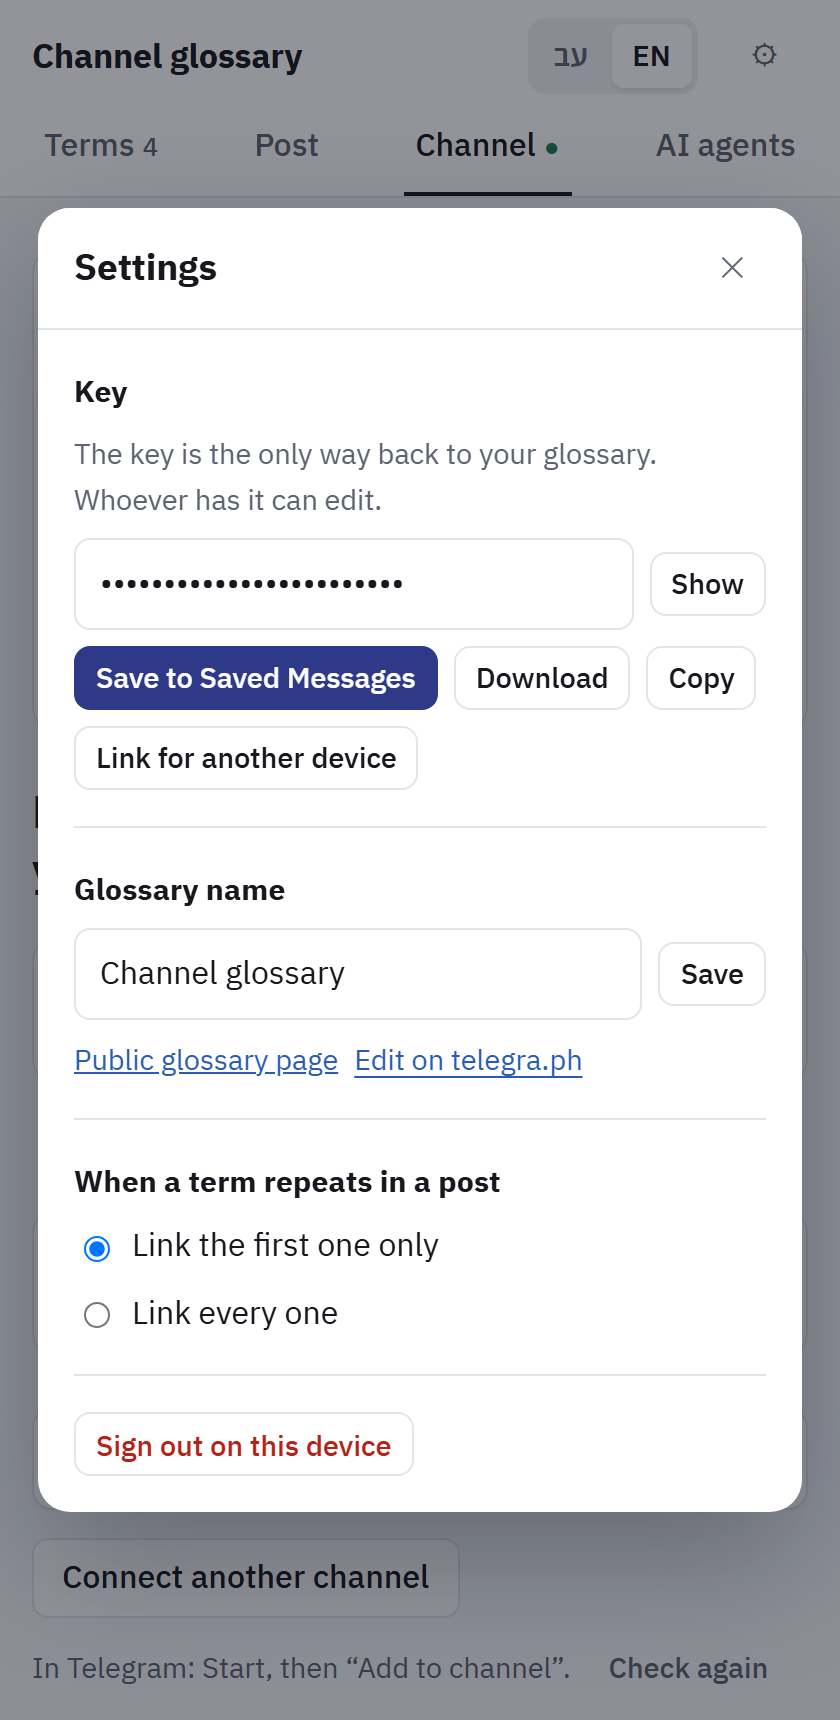 Channel glossary
עב
EN
Terms 4
Post
Channel
AI agents
Settings
Key
The key is the only way back to your glossary.
Whoever has it can edit.
••••••••••••••••••••••••
Show
Save to Saved Messages
Download
Copy
Link for another device
Glossary name
Channel glossary
Save
Public glossary page
Edit on telegra.ph
When a term repeats in a post
Link the first one only
Link every one
Sign out on this device
Connect another channel
In Telegram: Start, then “Add to channel”.
Check again